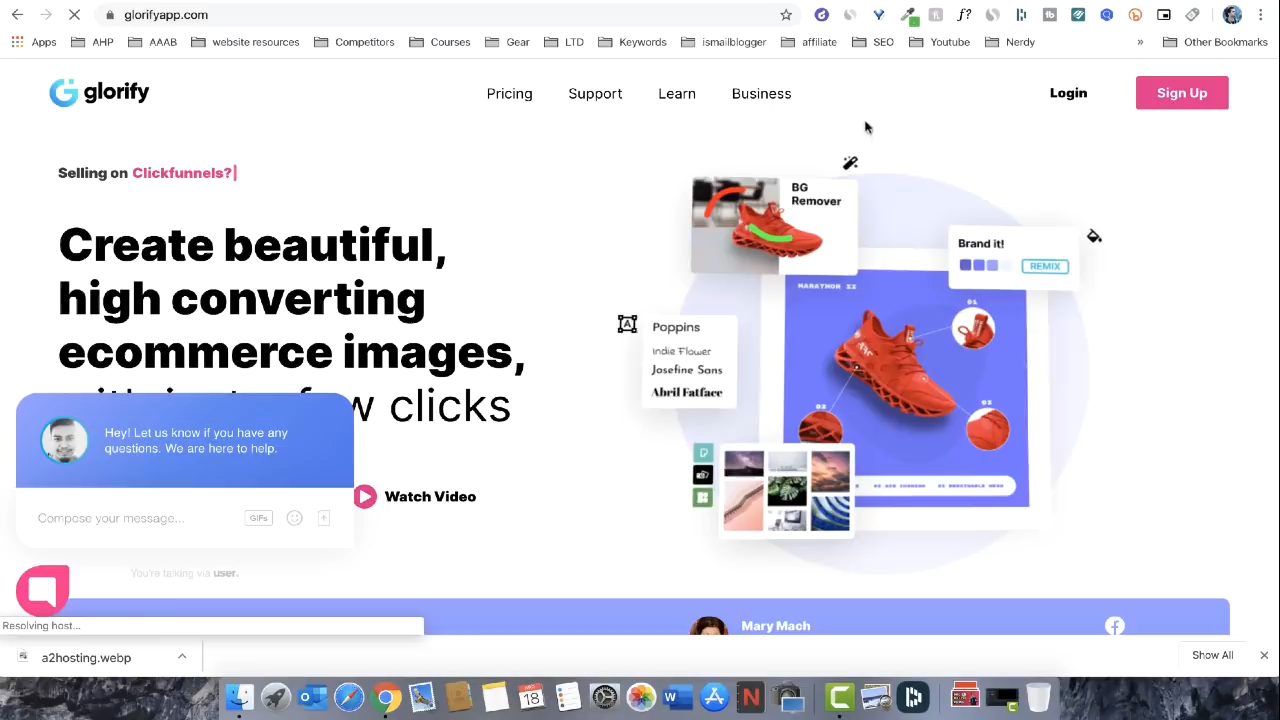 glorifyapp.com
Apps AHP AAAB website resources Competitors Courses Gear LTD Keywords ismailblogger affiliate SEO Youtube Nerdy » Other Bookmarks
glorify
Pricing Support Learn Business Login Sign Up
Selling on Clickfunnels?
Create beautiful,
high converting
ecommerce images,
clicks
BG
Remover
Brand it!
REMIX
MARATHON II
01
Poppins
Indie Flower
Josefine Sans
Abril Fatface
02
03
Hey! Let us know if you have any
questions. We are here to help.
Watch Video
Compose your message...
GIFs
You're talking via user.
Mary Mach
Resolving host...
a2hosting.webp
Show All
18